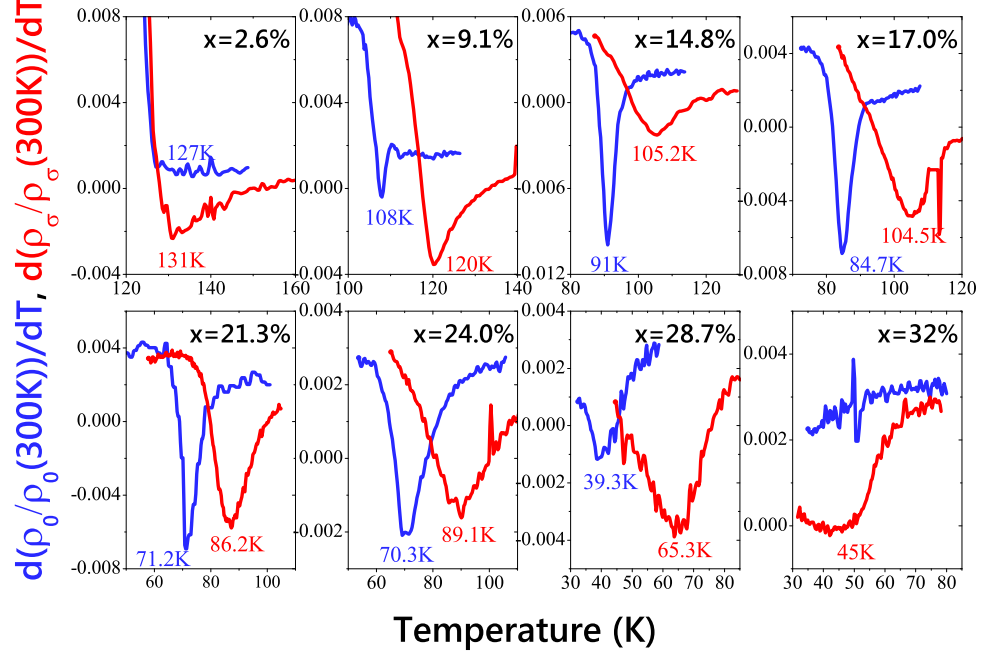 d(ρ₀/ρ₀(300K))/dT, d(ρσ/ρσ(300K))/dT
0.008
0.004
0.000
-0.004
120
140
160
x=2.6%
127K
131K
0.008
0.004
0.000
0.004
100
120
140
x=9.1%
108K
120K
0.006
0.000
-0.006
0.012
80
100
120
x=14.8%
91K
105.2K
0.004
0.000
-0.004
-0.008
80
100
120
x=17.0%
84.7K
104.5K
0.004
0.000
-0.004
-0.008
60
80
100
x=21.3%
71.2K
86.2K
0.002
0.000
0.002
60
80
100
x=24.0%
70.3K
89.1K
0.004
0.002
0.000
-0.002
-0.004
30
40
50
60
70
80
x=28.7%
39.3K
65.3K
0.004
0.002
0.000
30
40
50
60
70
80
x=32%
45K
Temperature (K)